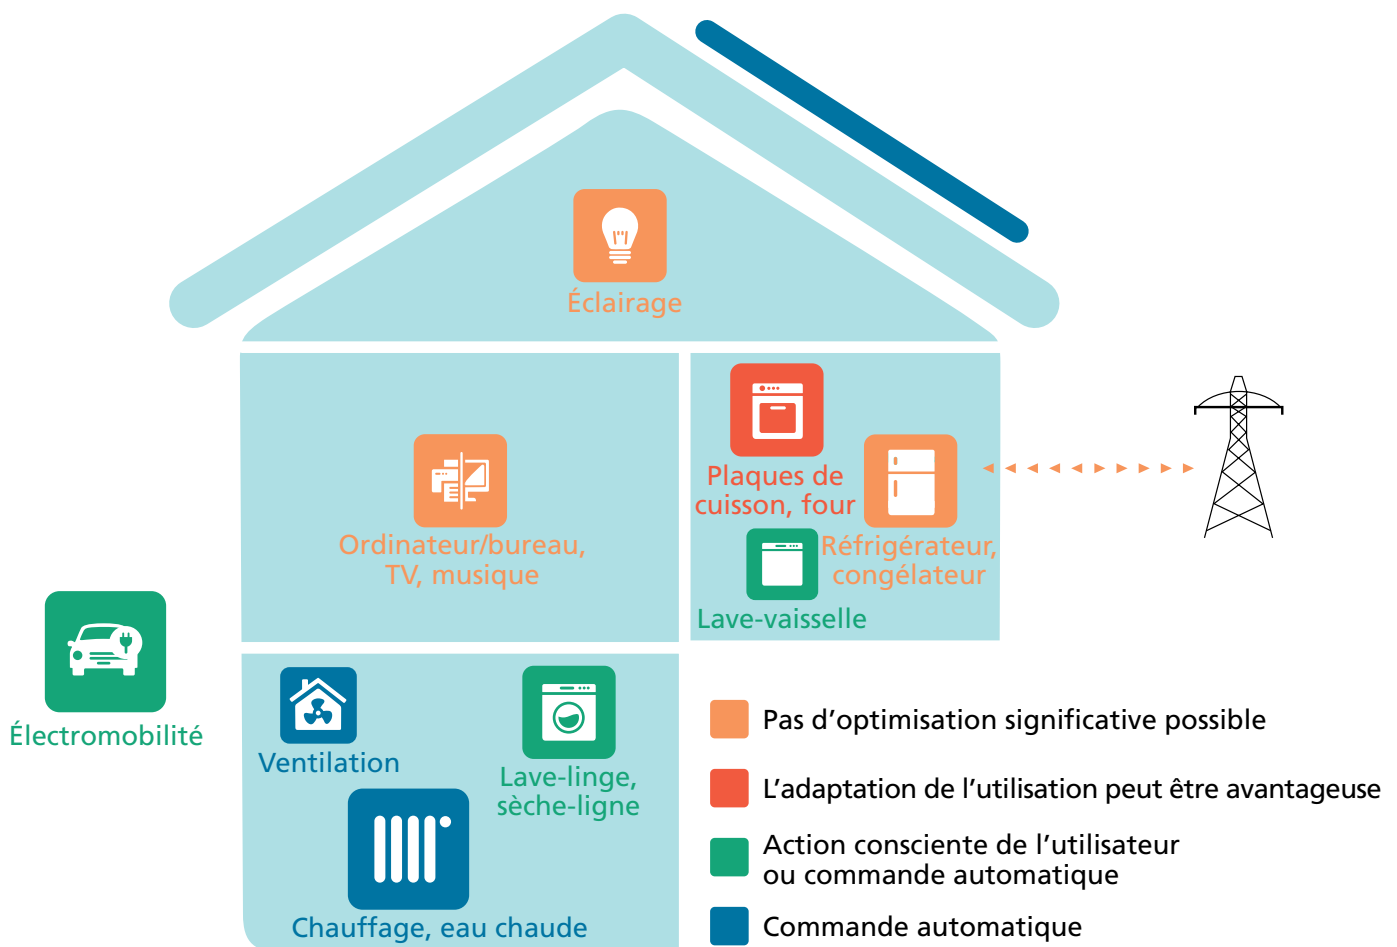 Éclairage
Ordinateur/bureau,
TV, musique
Plaques de
cuisson, four
Réfrigérateur,
congélateur
Lave-vaisselle
Électromobilité
Ventilation
Lave-linge,
sèche-ligne
Chauffage, eau chaude
Pas d’optimisation significative possible
L’adaptation de l’utilisation peut être avantageuse
Action consciente de l’utilisateur
ou commande automatique
Commande automatique